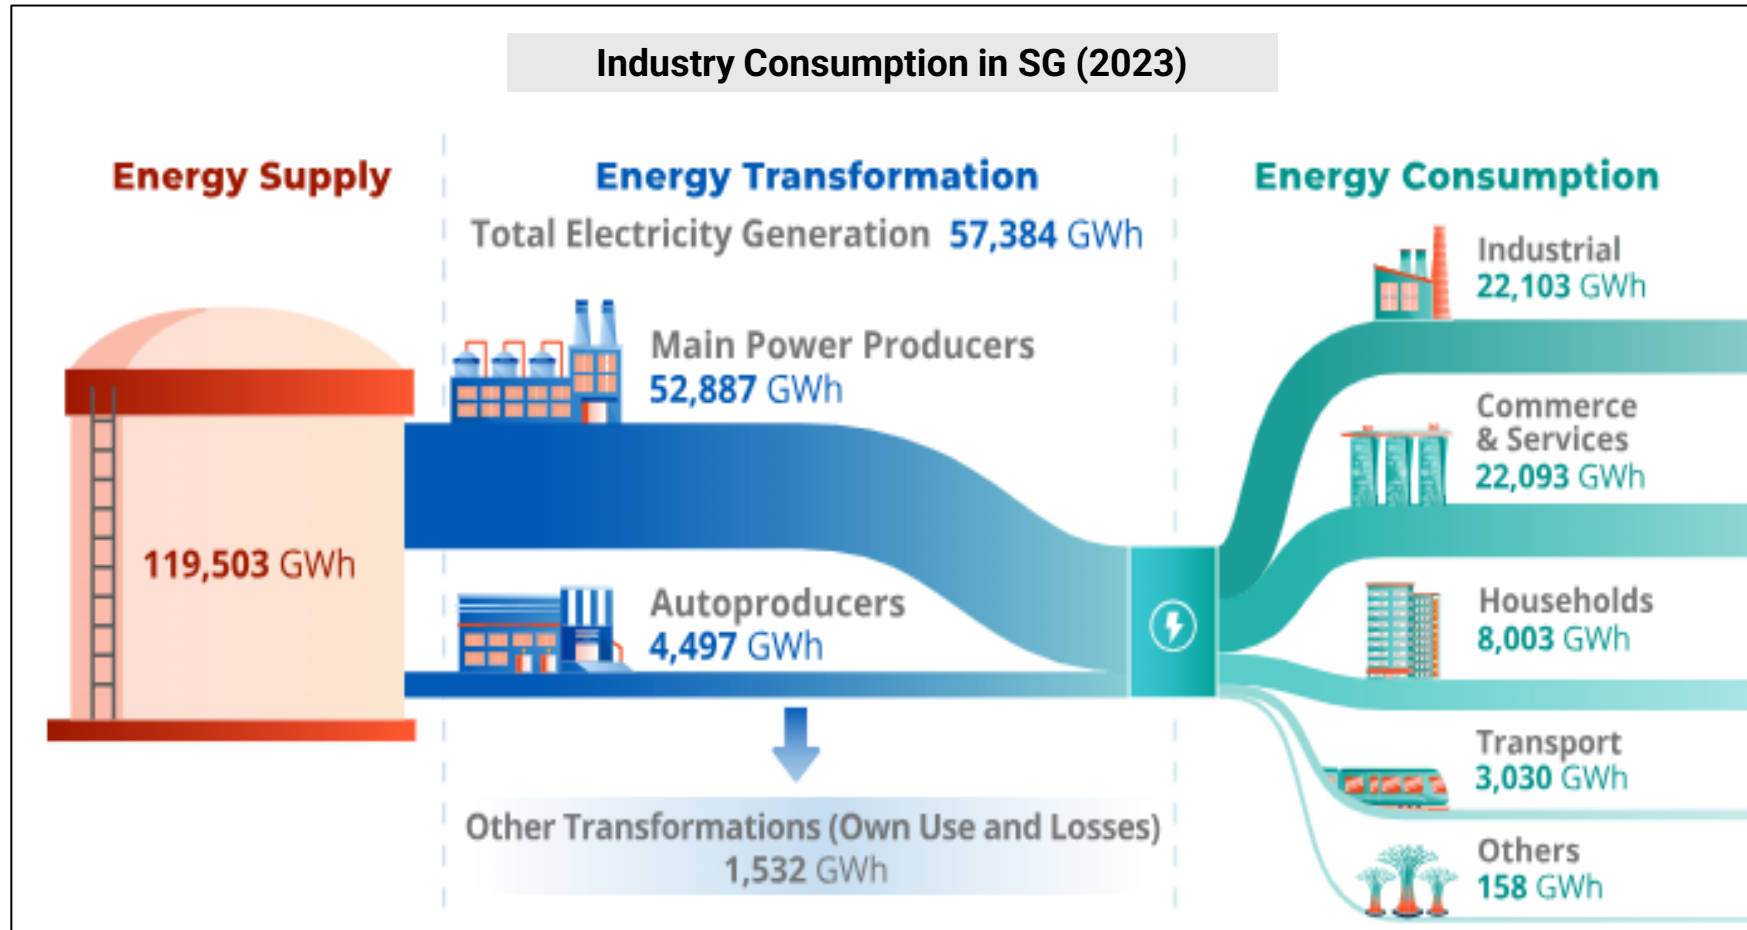 Industry Consumption in SG (2023)
Energy Supply
119,503 GWh
Energy Transformation
Total Electricity Generation 57,384 GWh
Main Power Producers
52,887 GWh
Autoproducers
4,497 GWh
Other Transformations (Own Use and Losses)
1,532 GWh
Energy Consumption
Industrial
22,103 GWh
Commerce
& Services
22,093 GWh
Households
8,003 GWh
Transport
3,030 GWh
Others
158 GWh